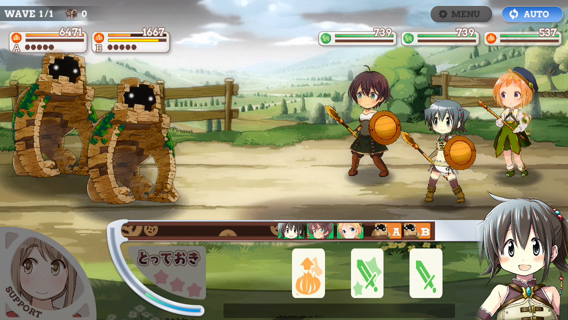 WAVE 1/1 0
MENU
AUTO
6471
A
1667
B
739
739
537
A B
とっておき
SUPPORT